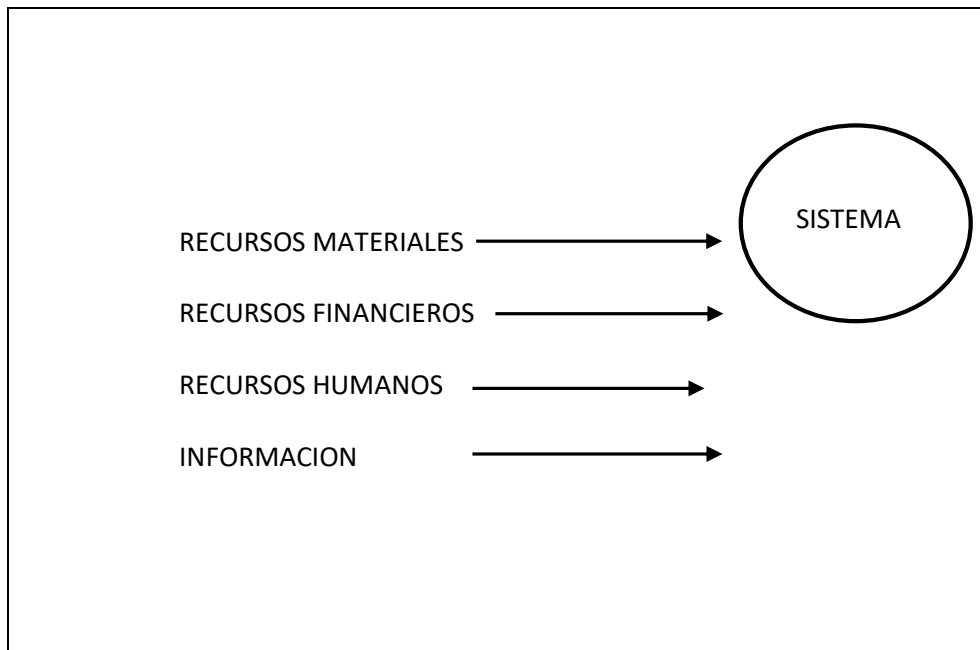 SISTEMA
RECURSOS MATERIALES
RECURSOS FINANCIEROS
RECURSOS HUMANOS
INFORMACION